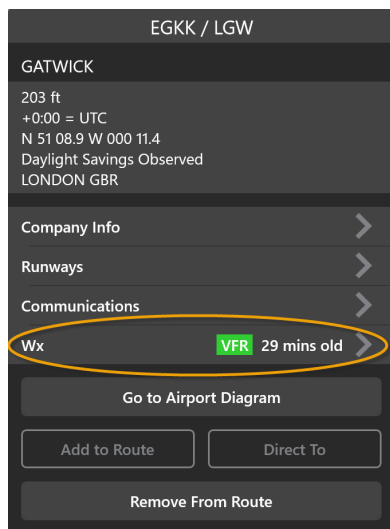 EGKK / LGW
GATWICK
203 ft
+0:00 = UTC
N 51 08.9 W 000 11.4
Daylight Savings Observed
LONDON GBR
Company Info
Runways
Communications
Wx VFR 29 mins old
Go to Airport Diagram
Add to Route Direct To
Remove From Route